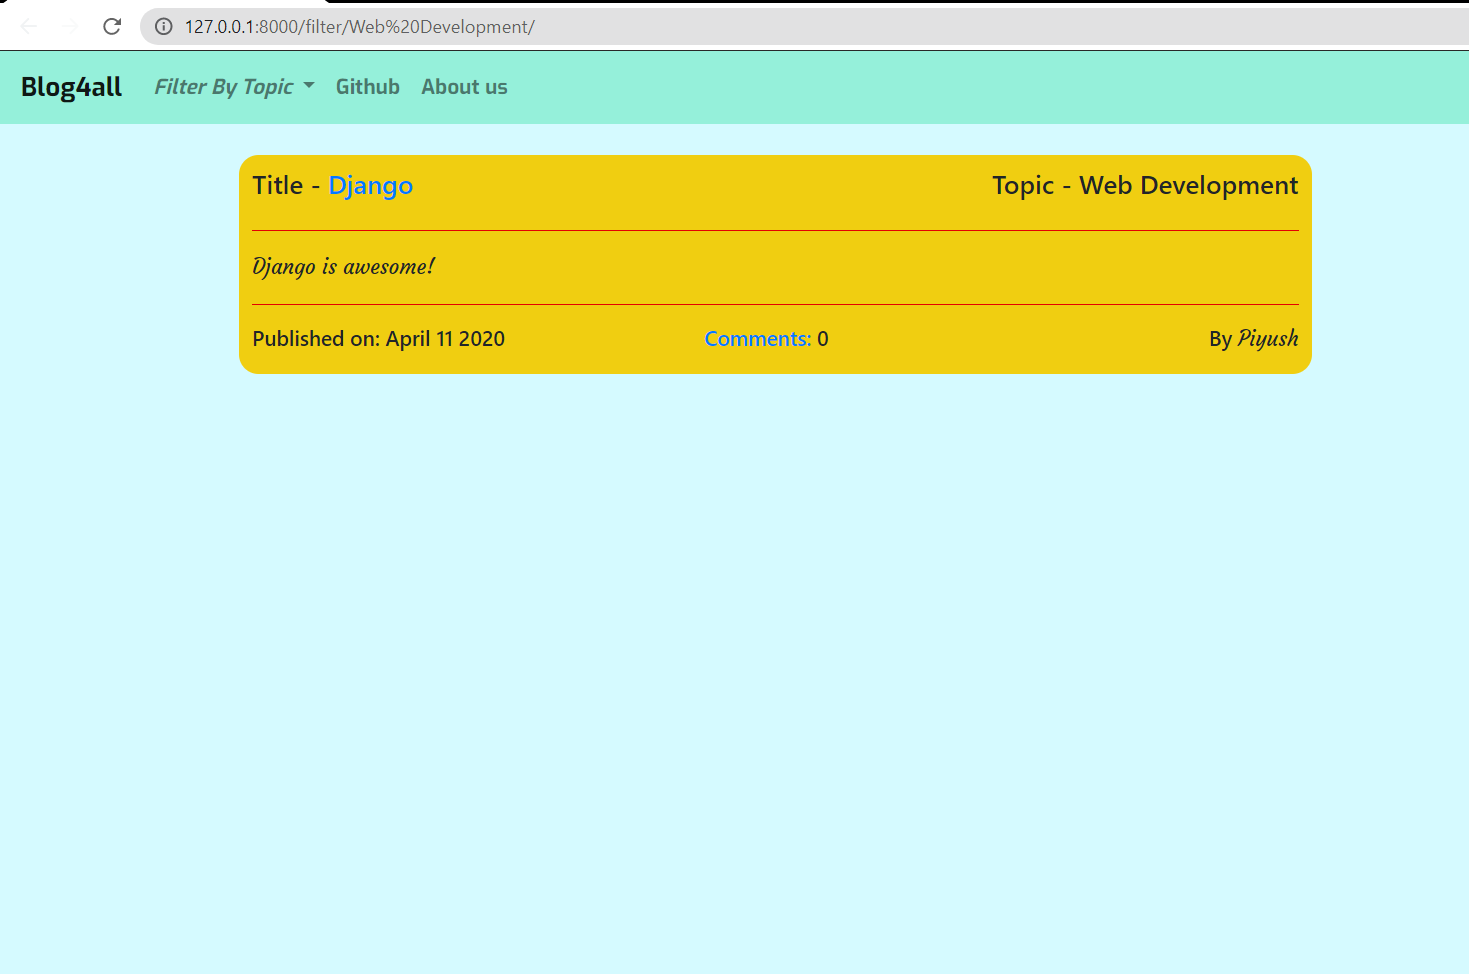 127.0.0.1:8000/filter/Web%20Development/
Blog4all Filter By Topic Github About us
Title - Django Topic - Web Development
Django is awesome!
Published on: April 11 2020 Comments: 0 By Piyush